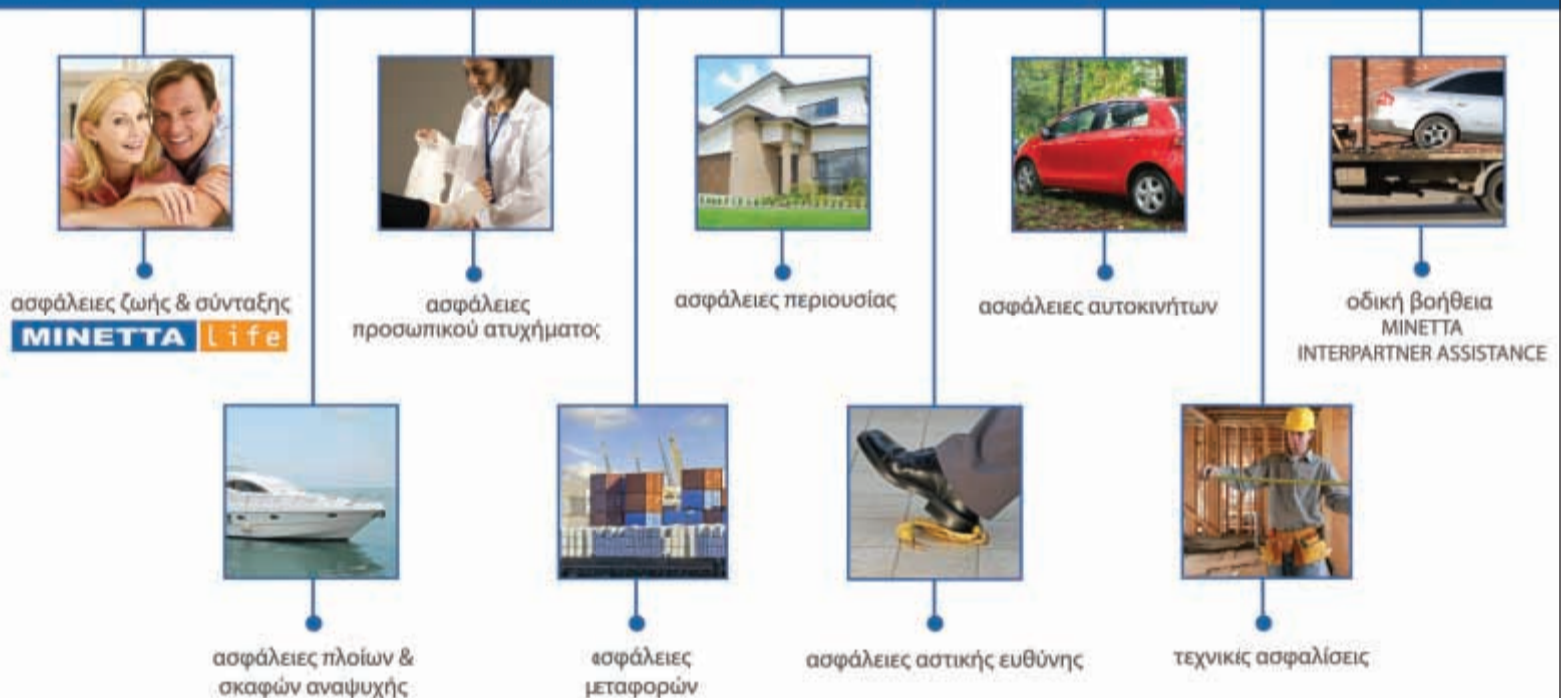 ασφάλειες ζωής & σύνταξης
MINETTA Life
ασφάλειες
προσωπικού ατυχήματος
ασφάλειες περιουσίας
ασφάλειες αυτοκινήτων
οδική βοήθεια
MINETTA
INTERPARTNER ASSISTANCE
ασφάλειες πλοίων &
σκαφών αναψυχής
ασφάλειες
μεταφορών
ασφάλειες αστικής ευθύνης
τεχνικές ασφαλίσεις